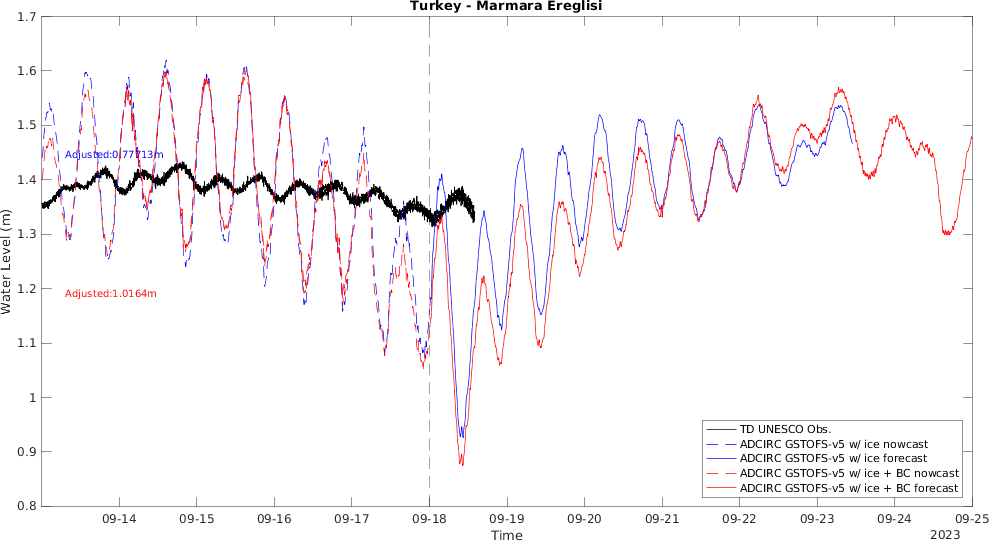 Turkey - Marmara Ereglisi
Water Level (m)
1.7
1.6
1.5
1.4
1.3
1.2
1.1
1
0.9
0.8
Adjusted:0.77713m
Adjusted:1.0164m
TD UNESCO Obs.
ADCIRC GSTOFS-v5 w/ ice nowcast
ADCIRC GSTOFS-v5 w/ ice forecast
ADCIRC GSTOFS-v5 w/ ice + BC nowcast
ADCIRC GSTOFS-v5 w/ ice + BC forecast
09-14 09-15 09-16 09-17 09-18 09-19 09-20 09-21 09-22 09-23 09-24 09-25
Time
2023